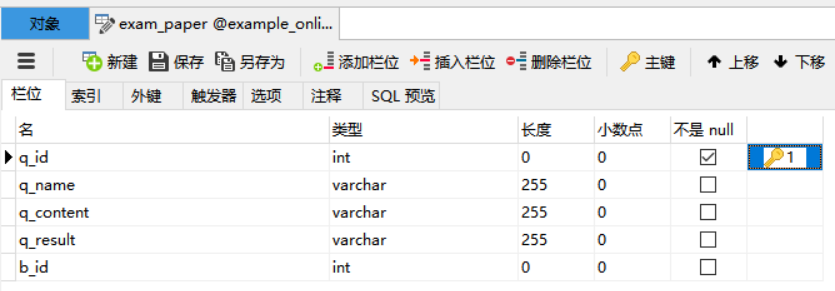 对象 exam_paper @example_onli...
新建 保存 另存为 添加栏位 插入栏位 删除栏位 主键 上移 下移
栏位 索引 外键 触发器 选项 注释 SQL 预览
名 类型 长度 小数点 不是 null
q_id int 0 0 1
q_name varchar 255 0
q_content varchar 255 0
q_result varchar 255 0
b_id int 0 0